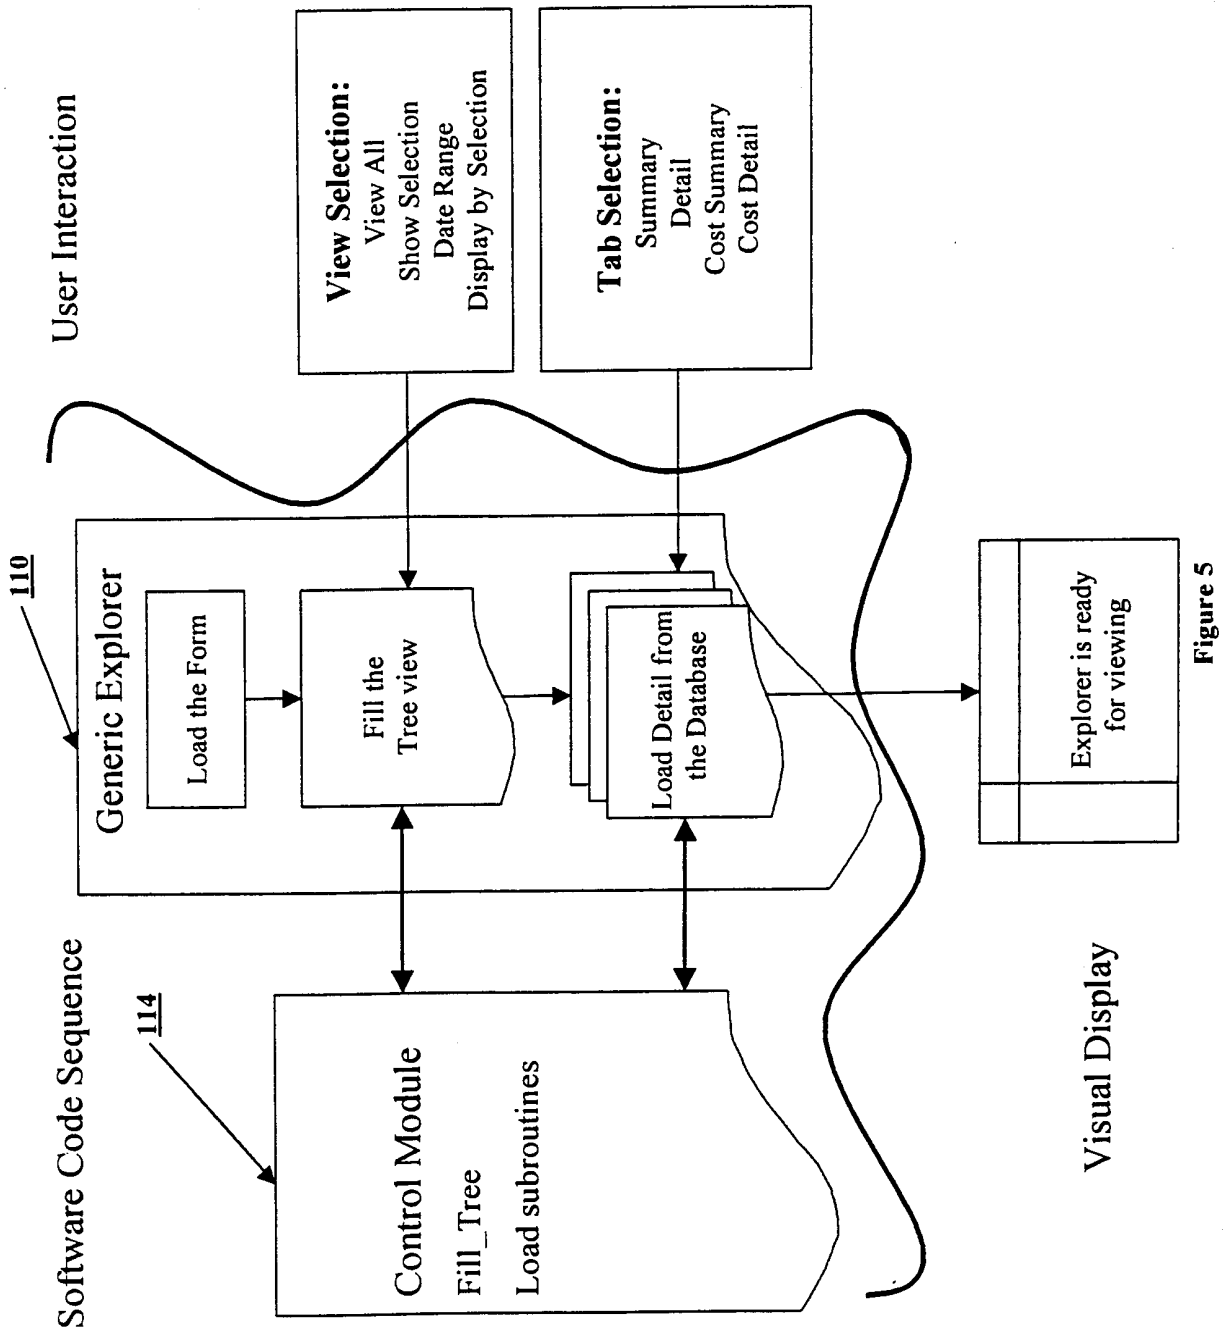 Software Code Sequence
User Interaction
110
114
Generic Explorer
Load the Form
Fill the
Tree view
Load Detail from
the Database
Control Module
Fill_Tree
Load subroutines
View Selection:
View All
Show Selection
Date Range
Display by Selection
Tab Selection:
Summary
Detail
Cost Summary
Cost Detail
Visual Display
Explorer is ready
for viewing
Figure 5